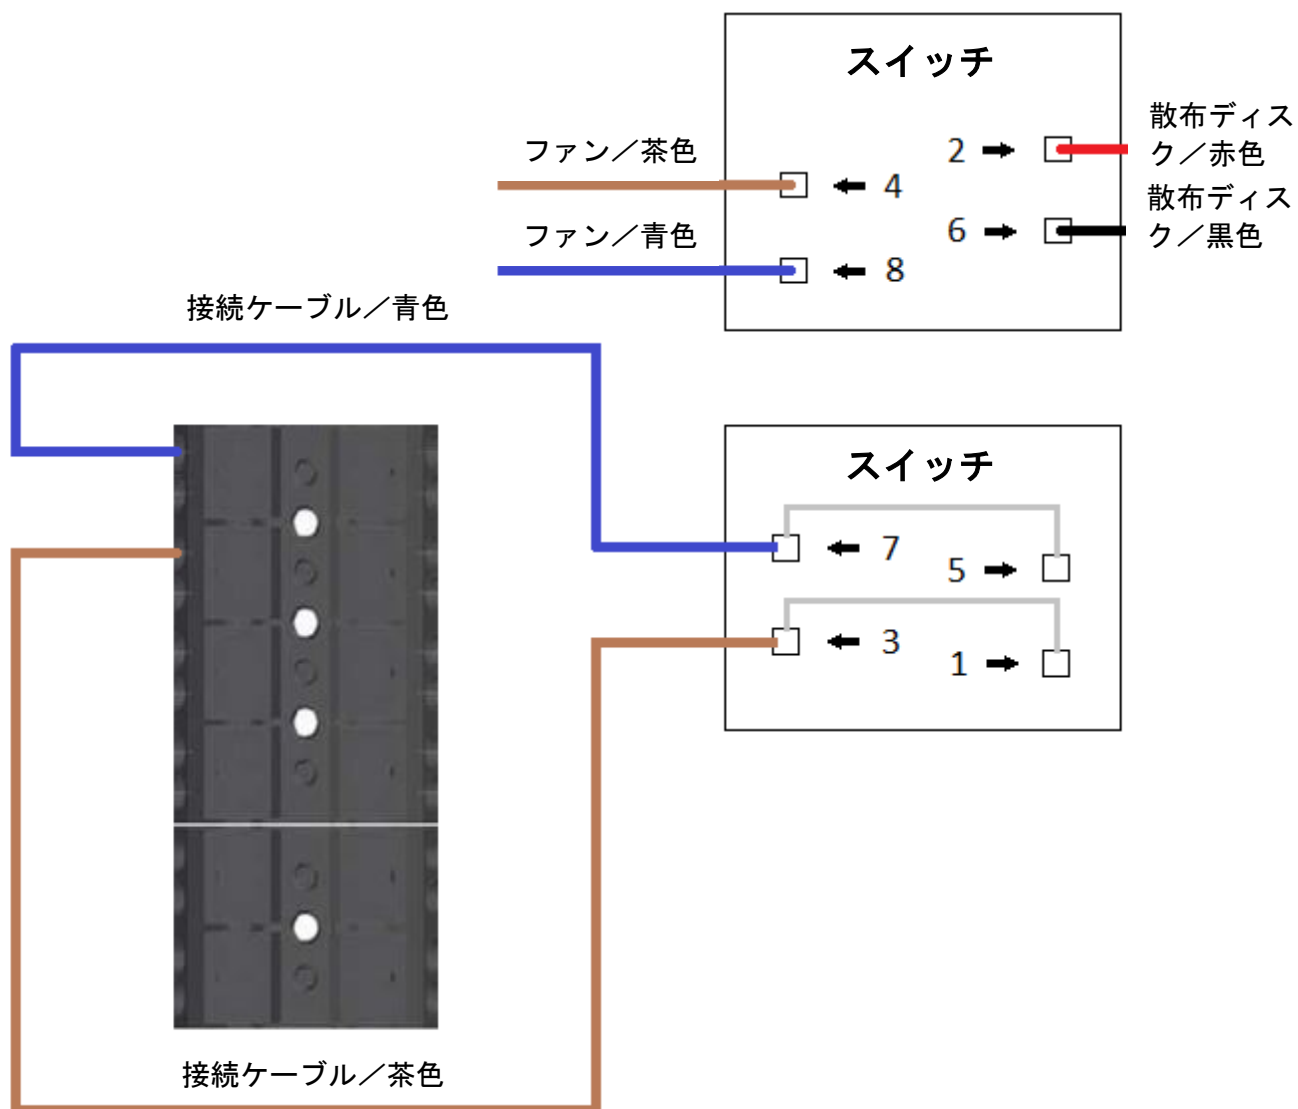 スイッチ
散布ディス
ク／赤色
ファン／茶色
2
4
散布ディス
ク／黒色
ファン／青色
6
8
接続ケーブル／青色
スイッチ
7
5
3
1
接続ケーブル／茶色